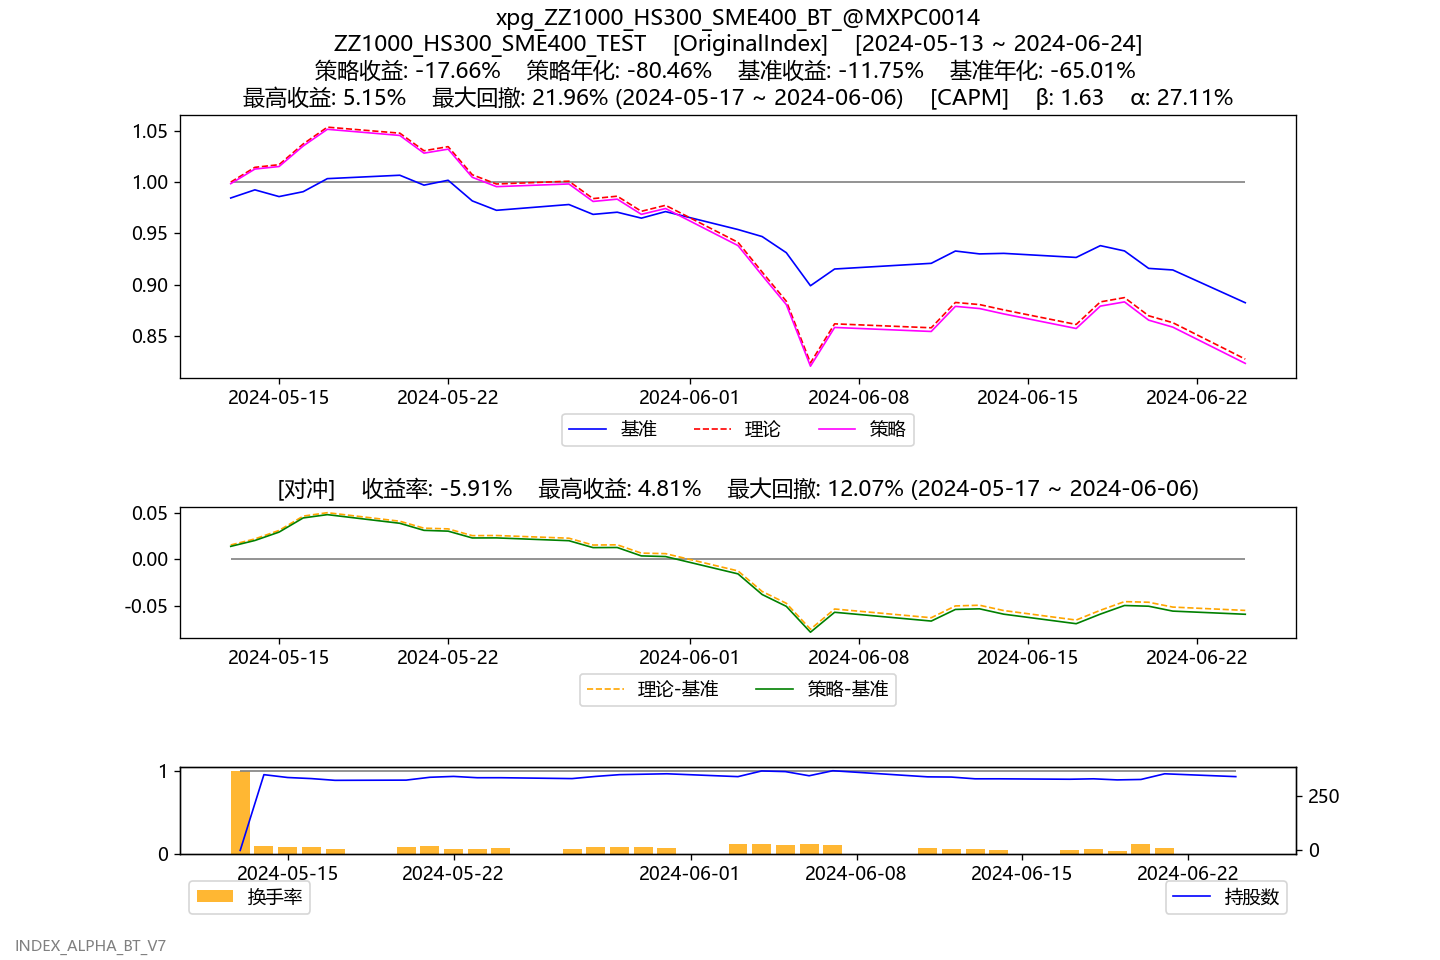 xpg_ZZ1000_HS300_SME400_BT_@MXPC0014
ZZ1000_HS300_SME400_TEST [OriginalIndex] [2024-05-13 ~ 2024-06-24]
策略收益: -17.66% 策略年化: -80.46% 基准收益: -11.75% 基准年化: -65.01%
最高收益: 5.15% 最大回撤: 21.96% (2024-05-17 ~ 2024-06-06) [CAPM] β: 1.63 α: 27.11%
1.05
1.00
0.95
0.90
0.85
2024-05-15 2024-05-22 2024-06-01 2024-06-08 2024-06-15 2024-06-22
基准 理论 策略
[对冲] 收益率: -5.91% 最高收益: 4.81% 最大回撤: 12.07% (2024-05-17 ~ 2024-06-06)
0.05
0.00
-0.05
2024-05-15 2024-05-22 2024-06-01 2024-06-08 2024-06-15 2024-06-22
理论-基准 策略-基准
1
250
0 0
2024-05-15 2024-05-22 2024-06-01 2024-06-08 2024-06-15 2024-06-22
换手率 持股数
INDEX_ALPHA_BT_V7